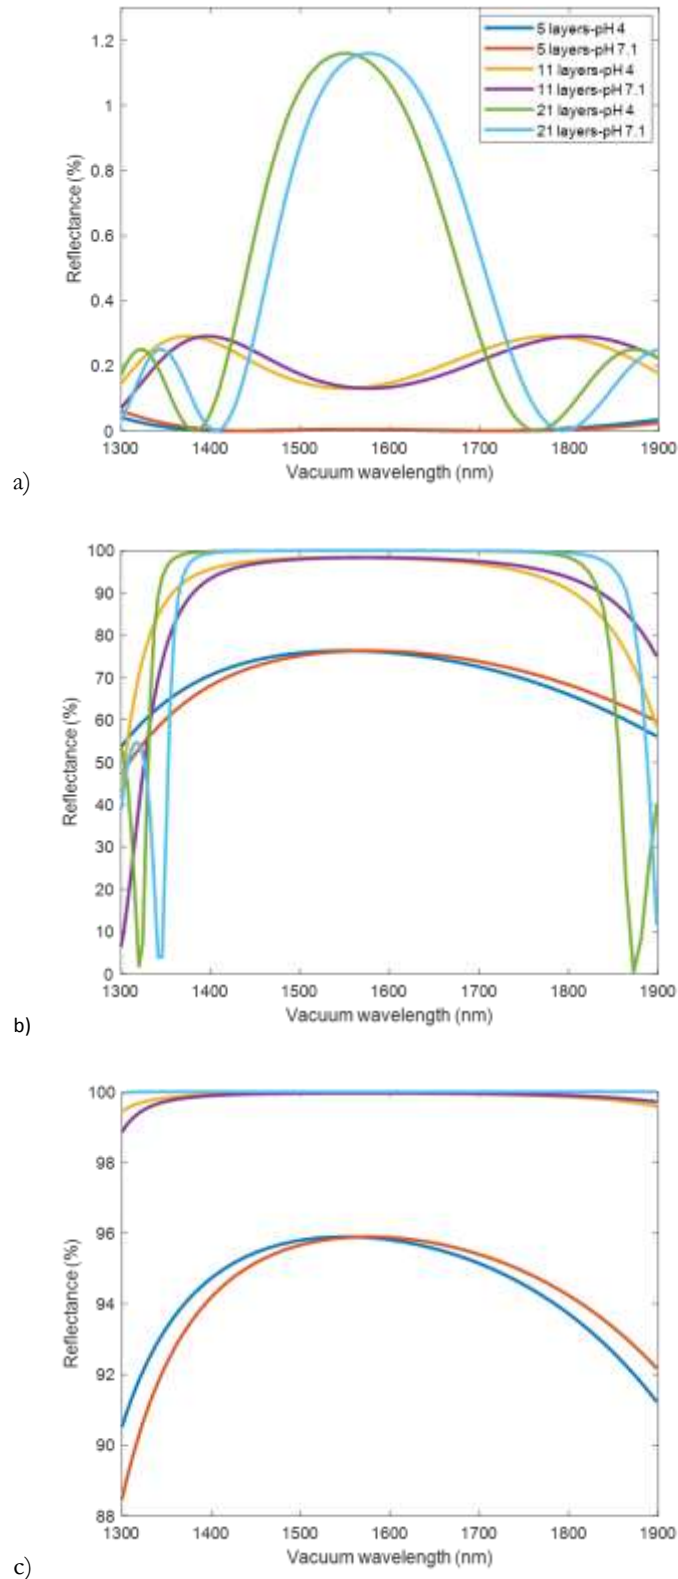 1.2
1
0.8
0.6
0.4
0.2
0
Reflectance (%)
5 layers-pH 4
5 layers-pH 7.1
11 layers-pH 4
11 layers-pH 7.1
21 layers-pH 4
21 layers-pH 7.1
1300 1400 1500 1600 1700 1800 1900
Vacuum wavelength (nm)
a)
100
90
80
70
60
50
40
30
20
10
0
Reflectance (%)
1300 1400 1500 1600 1700 1800 1900
Vacuum wavelength (nm)
b)
100
98
96
94
92
90
88
Reflectance (%)
1300 1400 1500 1600 1700 1800 1900
Vacuum wavelength (nm)
c)